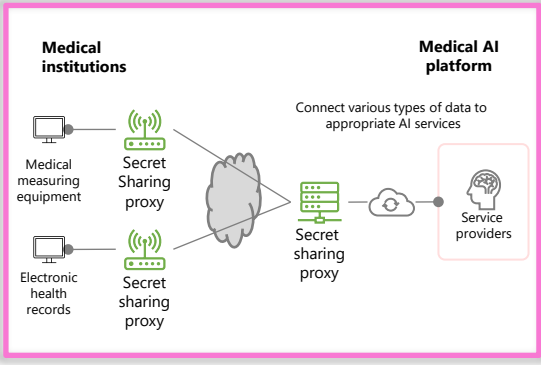 Medical
institutions
Medical AI
platform
Connect various types of data to
appropriate AI services
Medical
measuring
equipment
Secret
Sharing
proxy
Electronic
health
records
Secret
sharing
proxy
Secret
sharing
proxy
Service
providers